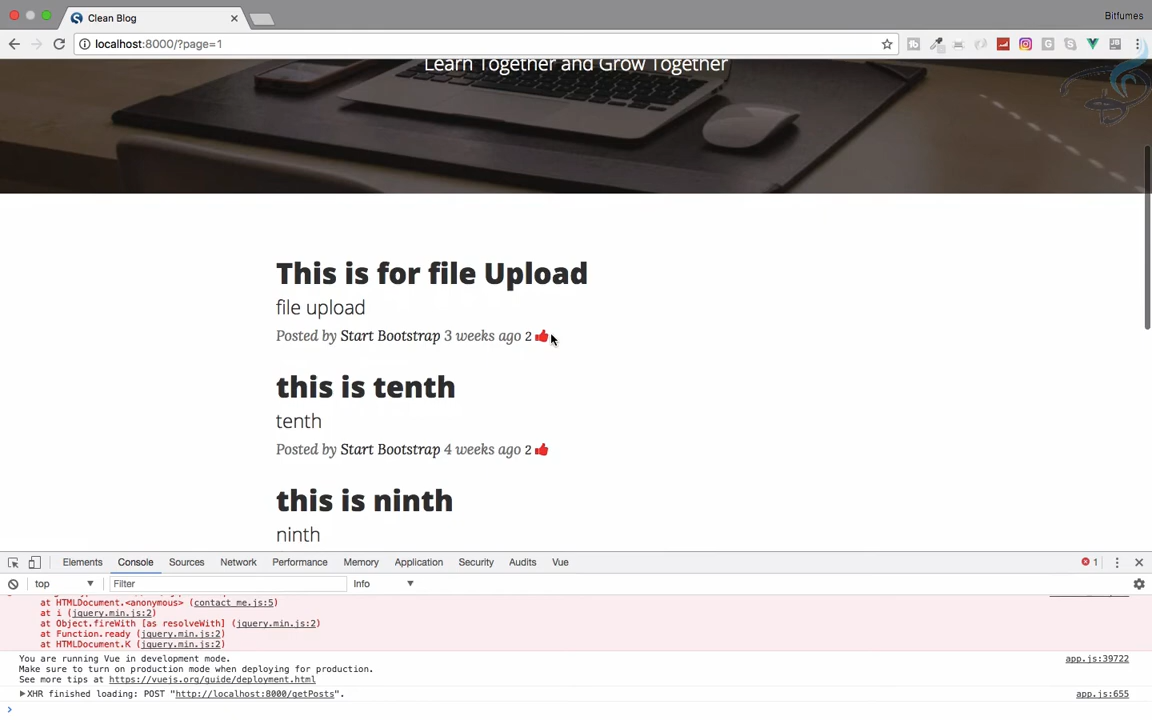 Clean Blog
Bitfumes
localhost:8000/?page=1
Learn Together and Grow Together
This is for file Upload
file upload
Posted by Start Bootstrap 3 weeks ago 2
this is tenth
tenth
Posted by Start Bootstrap 4 weeks ago 2
this is ninth
ninth
Elements Console Sources Network Performance Memory Application Security Audits Vue 1
top Filter Info
at HTMLDocument.<anonymous> (contact_me.js:5)
at i (jquery.min.js:2)
at Object.fireWith [as resolveWith] (jquery.min.js:2)
at Function.ready (jquery.min.js:2)
at HTMLDocument.K (jquery.min.js:2)
You are running Vue in development mode. app.js:39722
Make sure to turn on production mode when deploying for production.
See more tips at https://vuejs.org/guide/deployment.html
XHR finished loading: POST "http://localhost:8000/getPosts". app.js:655